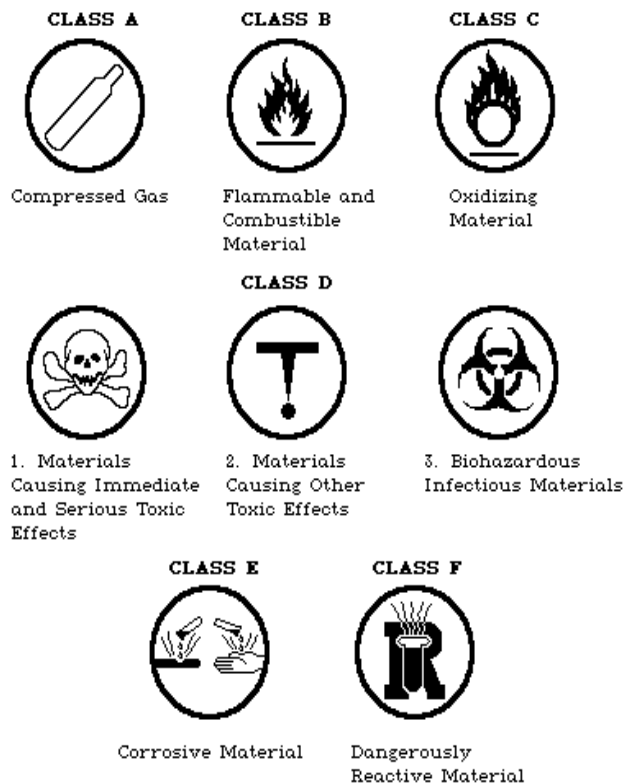 CLASS A
CLASS B
CLASS C
Compressed Gas
Flammable and
Combustible
Material
Oxidizing
Material
CLASS D
1. Materials
Causing Immediate
and Serious Toxic
Effects
2. Materials
Causing Other
Toxic Effects
3. Biohazardous
Infectious Materials
CLASS E
CLASS F
R
Corrosive Material
Dangerously
Reactive Material